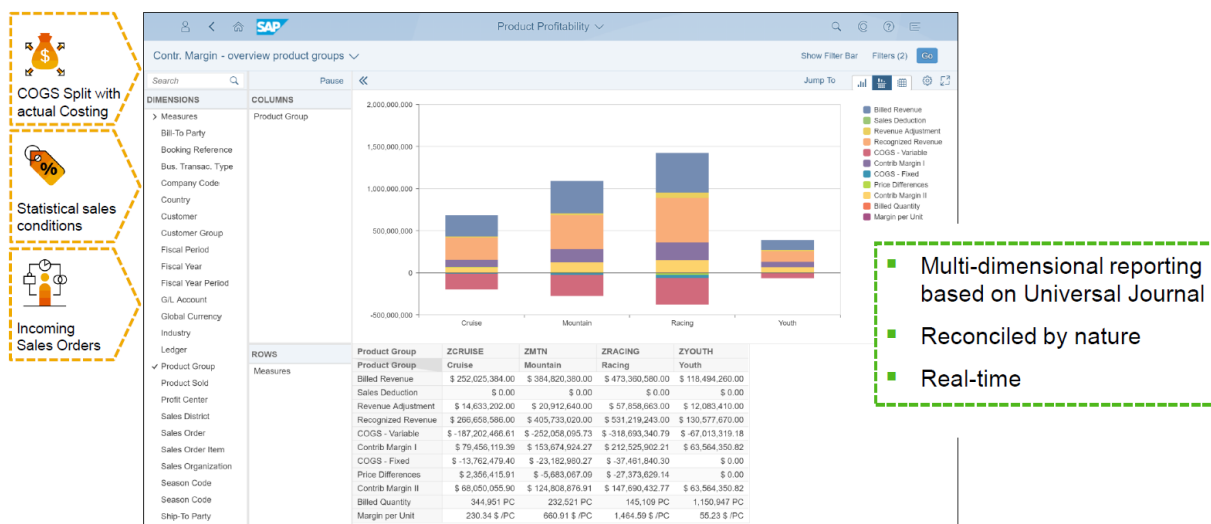 SAP
Product Profitability
Contr. Margin - overview product groups
Show Filter Bar
Filters (2)
Go
$
COGS Split with
actual Costing
%
Statistical sales
conditions
Incoming
Sales Orders
Search
Pause
Jump To
DIMENSIONS
Measures
Bill-To Party
Booking Reference
Bus. Transac. Type
Company Code
Country
Customer
Customer Group
Fiscal Period
Fiscal Year
Fiscal Year Period
G/L Account
Global Currency
Industry
Ledger
Product Group
Product Sold
Profit Center
Sales District
Sales Order
Sales Order Item
Sales Organization
Season Code
Season Code
Ship-To Party
COLUMNS
Product Group
ROWS
Measures
2,000,000,000
1,500,000,000
1,000,000,000
500,000,000
0
-500,000,000
Cruise
Mountain
Racing
Youth
Billed Revenue
Sales Deduction
Revenue Adjustment
Recognized Revenue
COGS - Variable
Contrib Margin I
COGS - Fixed
Price Differences
Contrib Margin II
Billed Quantity
Margin per Unit
Product Group ZCRUISE ZMTN ZRACING ZYOUTH
Product Group Cruise Mountain Racing Youth
Billed Revenue $ 252,025,384.00 $ 384,820,380.00 $ 473,360,580.00 $ 118,494,260.00
Sales Deduction $ 0.00 $ 0.00 $ 0.00 $ 0.00
Revenue Adjustment $ 14,633,202.00 $ 20,912,640.00 $ 57,858,663.00 $ 12,083,410.00
Recognized Revenue $ 266,658,586.00 $ 405,733,020.00 $ 531,219,243.00 $ 130,577,670.00
COGS - Variable $ -187,202,466.61 $ -252,058,095.73 $ -318,693,340.79 $ -67,013,319.18
Contrib Margin I $ 79,456,119.39 $ 153,674,924.27 $ 212,525,902.21 $ 63,564,350.82
COGS - Fixed $ -13,762,479.40 $ -23,182,980.27 $ -37,461,840.30 $ 0.00
Price Differences $ 2,356,415.91 $ -5,683,067.09 $ -27,373,629.14 $ 0.00
Contrib Margin II $ 68,050,055.90 $ 124,808,876.91 $ 147,690,432.77 $ 63,564,350.82
Billed Quantity 344,951 PC 232,521 PC 145,109 PC 1,150,947 PC
Margin per Unit 230.34 $ /PC 660.91 $ /PC 1,464.59 $ /PC 55.23 $ /PC
Multi-dimensional reporting
based on Universal Journal
Reconciled by nature
Real-time